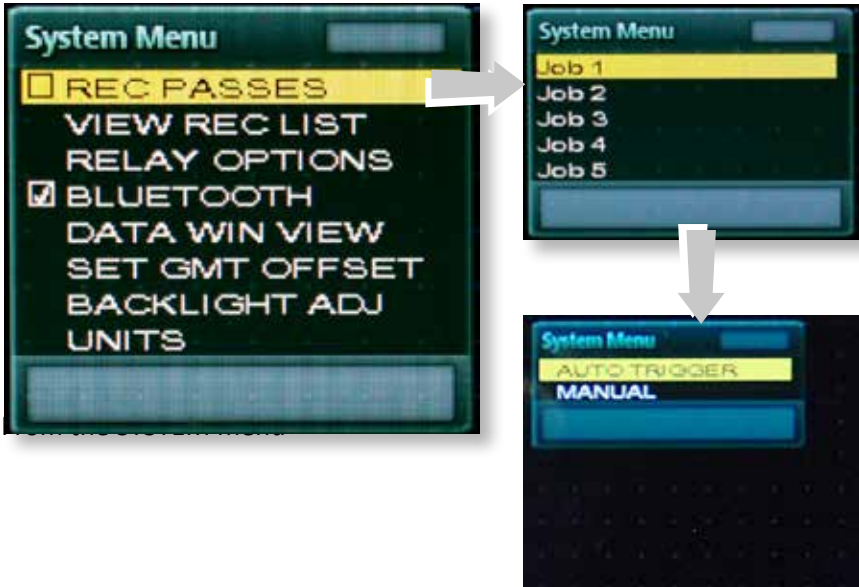 System Menu
REC PASSES
VIEW REC LIST
RELAY OPTIONS
BLUETOOTH
DATA WIN VIEW
SET GMT OFFSET
BACKLIGHT ADJ
UNITS
System Menu
Job 1
Job 2
Job 3
Job 4
Job 5
System Menu
AUTO TRIGGER
MANUAL